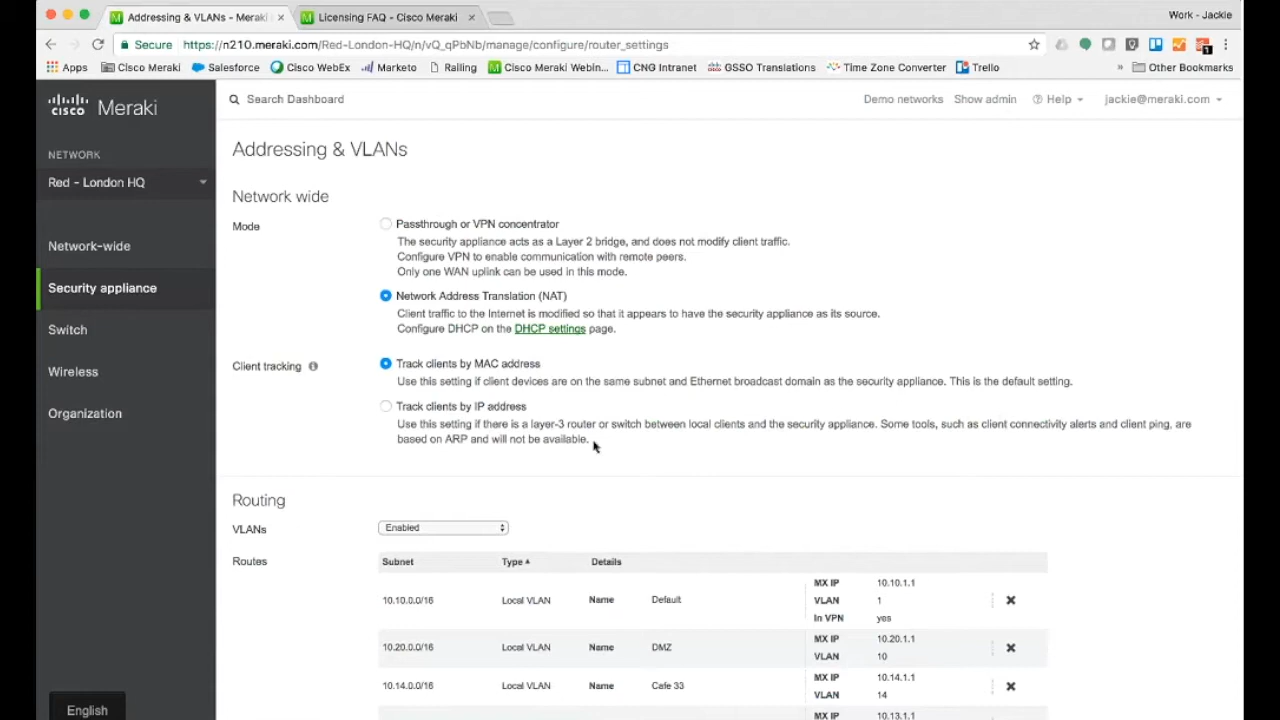 Addressing & VLANs - Meraki
Licensing FAQ - Cisco Meraki
Work - Jackie
Secure
https://n210.meraki.com/Red-London-HQ/n/vQ_qPbNb/manage/configure/router_settings
Apps
Cisco Meraki
Salesforce
Cisco WebEx
Marketo
Railing
Cisco Meraki Webin...
CNG Intranet
GSSO Translations
Time Zone Converter
Trello
»
Other Bookmarks
CISCO Meraki
Search Dashboard
Demo networks
Show admin
Help
jackie@meraki.com
NETWORK
Red - London HQ
Network-wide
Security appliance
Switch
Wireless
Organization
English
Addressing & VLANs
Network wide
Mode
Passthrough or VPN concentrator
The security appliance acts as a Layer 2 bridge, and does not modify client traffic.
Configure VPN to enable communication with remote peers.
Only one WAN uplink can be used in this mode.
Network Address Translation (NAT)
Client traffic to the Internet is modified so that it appears to have the security appliance as its source.
Configure DHCP on the DHCP settings page.
Client tracking
Track clients by MAC address
Use this setting if client devices are on the same subnet and Ethernet broadcast domain as the security appliance. This is the default setting.
Track clients by IP address
Use this setting if there is a layer-3 router or switch between local clients and the security appliance. Some tools, such as client connectivity alerts and client ping, are
based on ARP and will not be available.
Routing
VLANs
Enabled
Routes
Subnet Type Details
10.10.0.0/16 Local VLAN Name Default
MX IP 10.10.1.1
VLAN 1
In VPN yes
10.20.0.0/16 Local VLAN Name DMZ
MX IP 10.20.1.1
VLAN 10
10.14.0.0/16 Local VLAN Name Cafe 33
MX IP 10.14.1.1
VLAN 14
MX IP 10.13.1.1